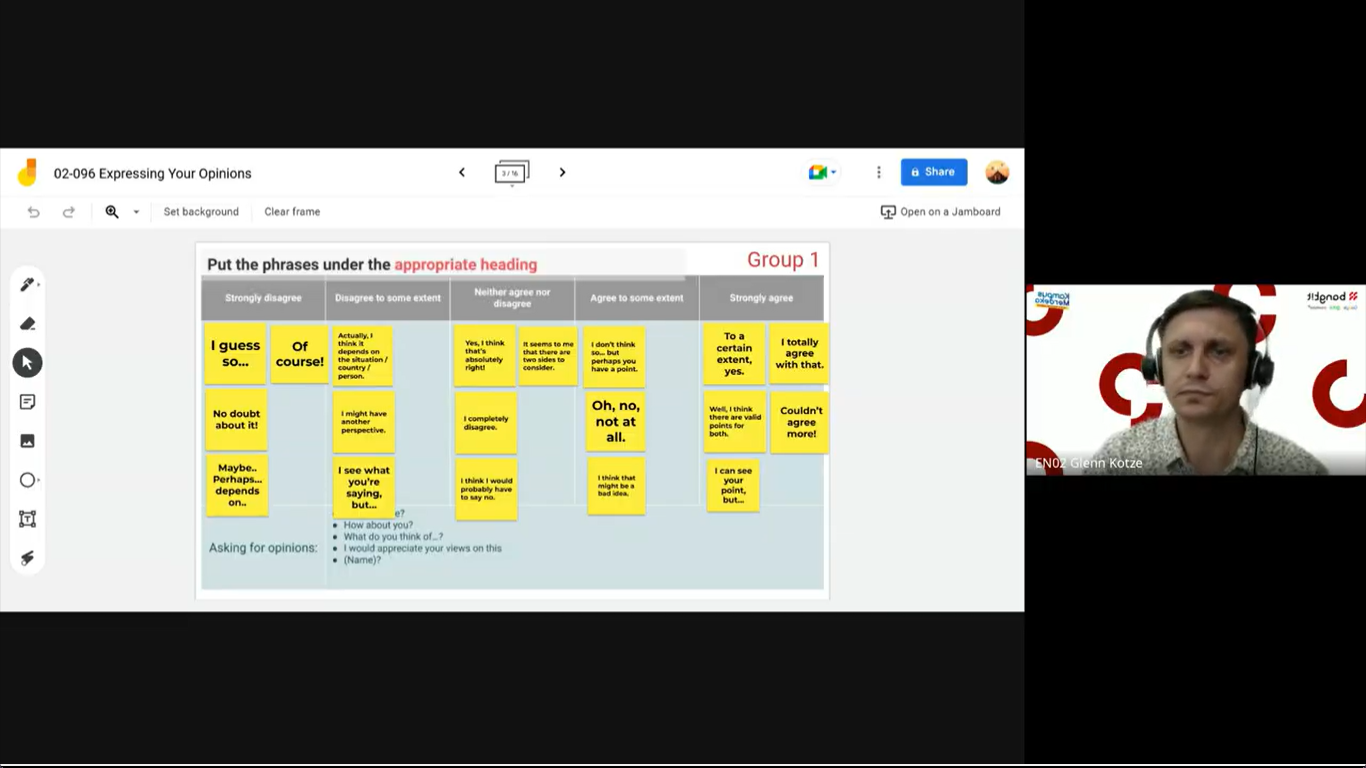 02-096 Expressing Your Opinions
3 / 16
Share
Set background
Clear frame
Open on a Jamboard
Put the phrases under the appropriate heading
Group 1
Strongly disagree
Disagree to some extent
Neither agree nor
disagree
Agree to some extent
Strongly agree
I guess
so...
Of
course!
Actually, I
think it
depends on
the situation /
country /
person.
Yes, I think
that's
absolutely
right!
It seems to me
that there are
two sides to
consider.
I don't think
so... but
perhaps you
have a point.
To a
certain
extent,
yes.
I totally
agree
with that.
No doubt
about it!
I might have
another
perspective.
I completely
disagree.
Oh, no,
not at
all.
Well, I think
there are valid
points for
both.
Couldn't
agree
more!
Maybe..
Perhaps...
depends
on..
I see what
you're
saying,
but...
I think I would
probably have
to say no.
I think that
might be a
bad idea.
I can see
your
point,
but...
Asking for opinions:
e?
How about you?
What do you think of...?
I would appreciate your views on this
(Name)?
Kampus
Merdeka
bangkit
EN02 Glenn Kotze